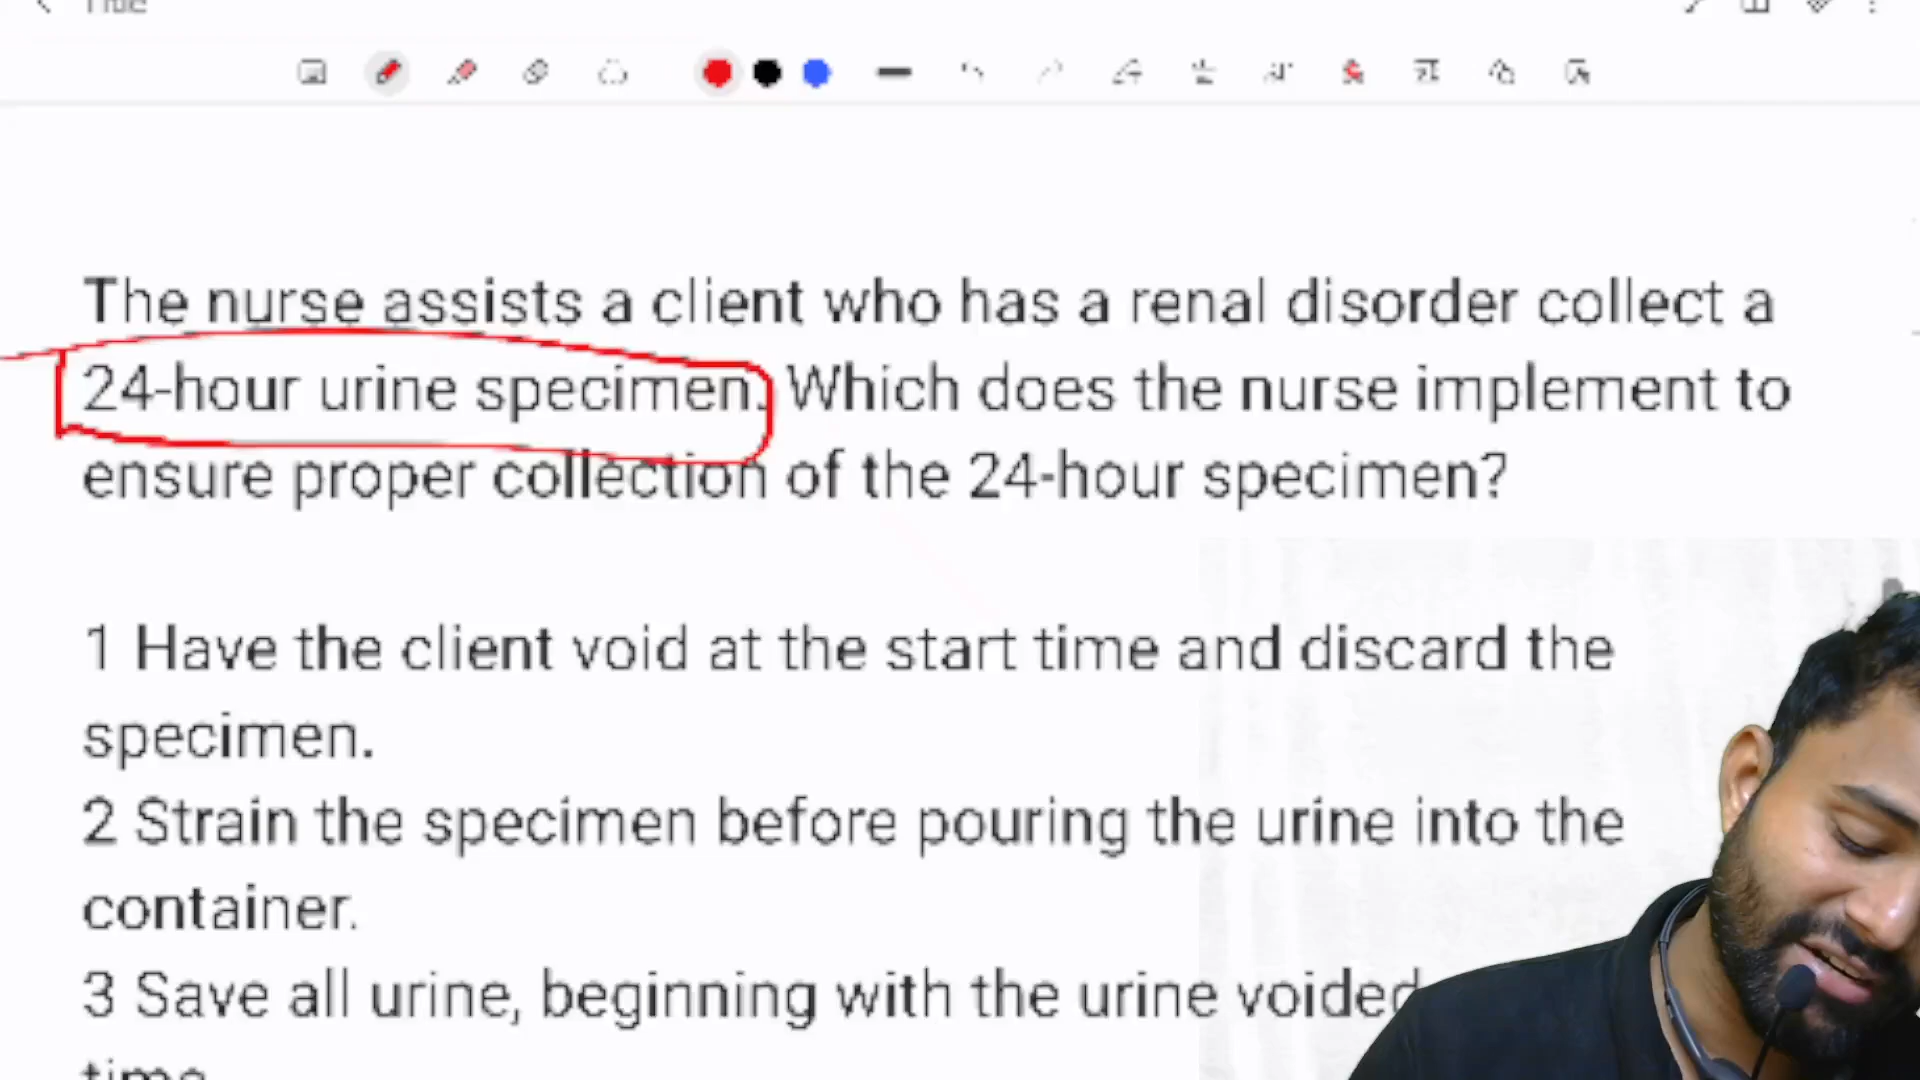 Title
The nurse assists a client who has a renal disorder collect a
24-hour urine specimen. Which does the nurse implement to
ensure proper collection of the 24-hour specimen?
1 Have the client void at the start time and discard the
specimen.
2 Strain the specimen before pouring the urine into the
container.
3 Save all urine, beginning with the urine voided
time